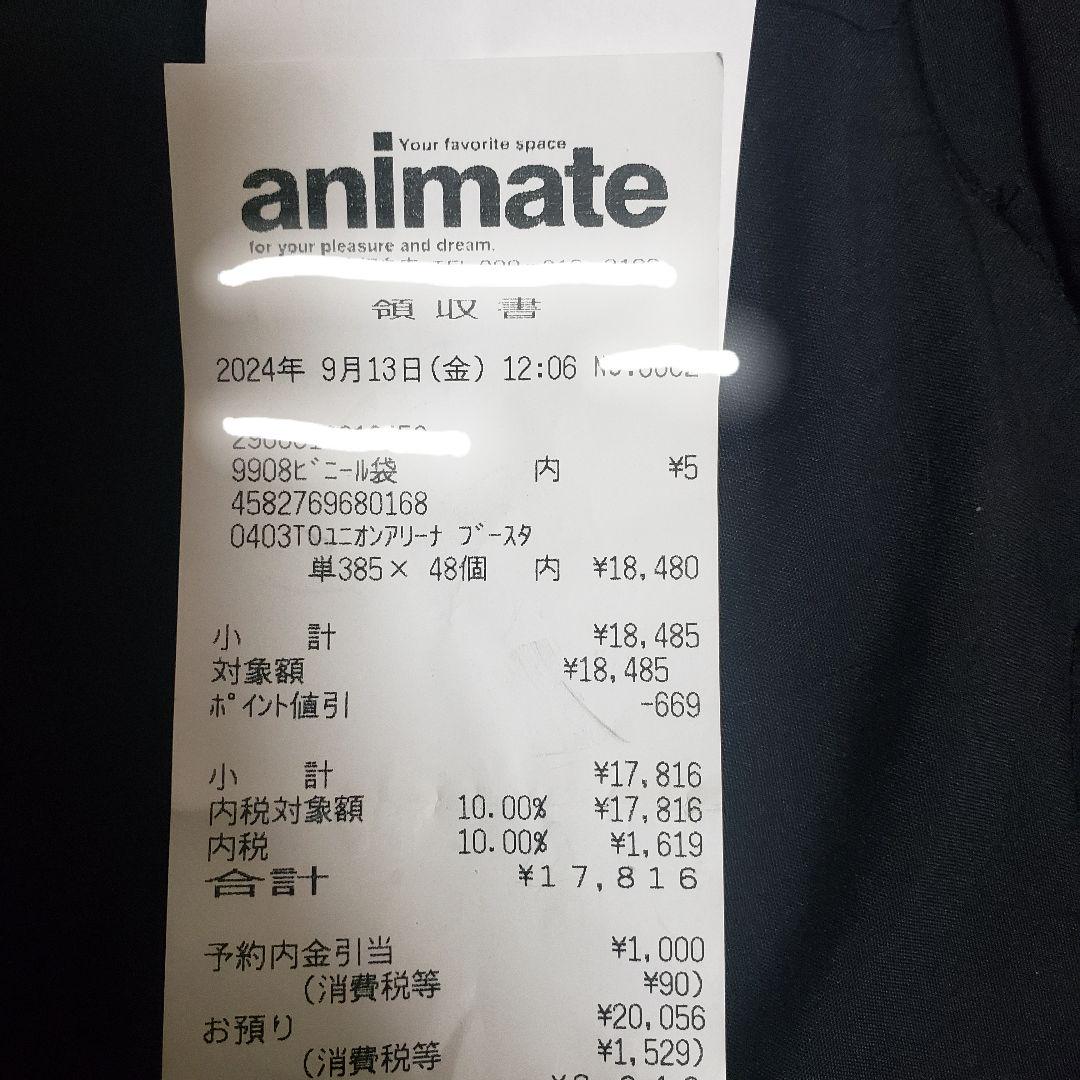 Your favorite space
animate
for your pleasure and dream.
領収書
2024年 9月13日(金) 12:06
9908ﾋﾞﾆｰﾙ袋 内 ¥5
4582769680168
0403TOﾕﾆｵﾝｱﾘｰﾅ ﾌﾞｰｽﾀ
単385× 48個 内 ¥18,480
小 計 ¥18,485
対象額 ¥18,485
ﾎﾟｲﾝﾄ値引 -669
小 計 ¥17,816
内税対象額 10.00% ¥17,816
内税 10.00% ¥1,619
合計 ¥17,816
予約内金引当 ¥1,000
(消費税等 ¥90)
お預り ¥20,056
(消費税等 ¥1,529)